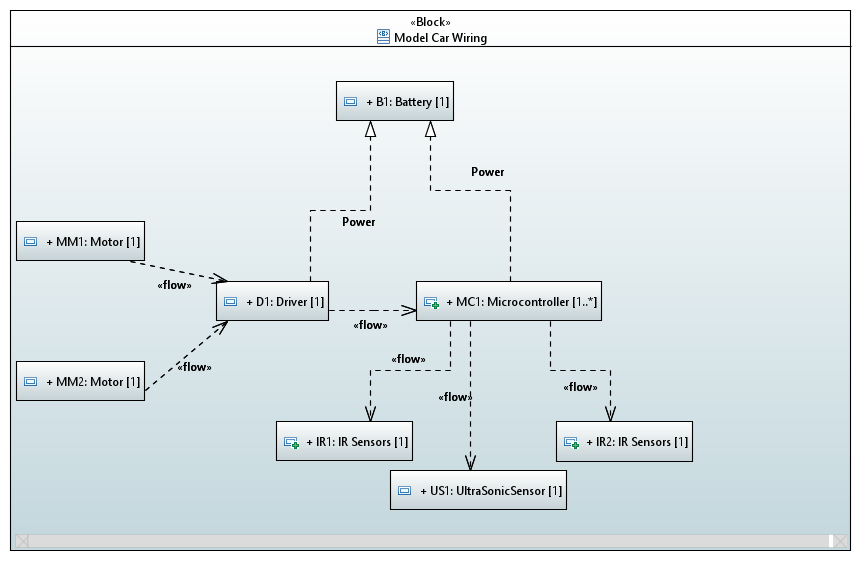 «Block»
Model Car Wiring
+ B1: Battery [1]
Power
Power
+ MM1: Motor [1]
«flow»
+ D1: Driver [1]
+ MC1: Microcontroller [1..*]
«flow»
«flow»
+ MM2: Motor [1]
«flow»
«flow»
«flow»
+ IR1: IR Sensors [1]
+ IR2: IR Sensors [1]
+ US1: UltraSonicSensor [1]